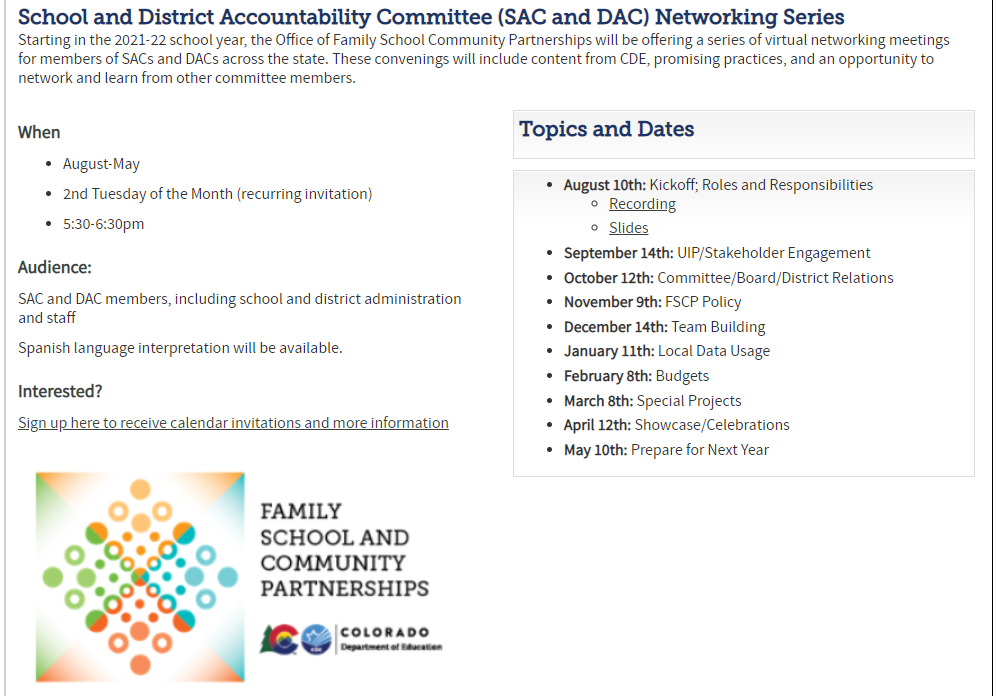 School and District Accountability Committee (SAC and DAC) Networking Series
Starting in the 2021-22 school year, the Office of Family School Community Partnerships will be offering a series of virtual networking meetings
for members of SACs and DACs across the state. These convenings will include content from CDE, promising practices, and an opportunity to
network and learn from other committee members.
When
• August-May
• 2nd Tuesday of the Month (recurring invitation)
• 5:30-6:30pm
Audience:
SAC and DAC members, including school and district administration
and staff
Spanish language interpretation will be available.
Interested?
Sign up here to receive calendar invitations and more information
FAMILY
SCHOOL AND
COMMUNITY
PARTNERSHIPS
COLORADO
Department of Education
Topics and Dates
• August 10th: Kickoff; Roles and Responsibilities
◦ Recording
◦ Slides
• September 14th: UIP/Stakeholder Engagement
• October 12th: Committee/Board/District Relations
• November 9th: FSCP Policy
• December 14th: Team Building
• January 11th: Local Data Usage
• February 8th: Budgets
• March 8th: Special Projects
• April 12th: Showcase/Celebrations
• May 10th: Prepare for Next Year